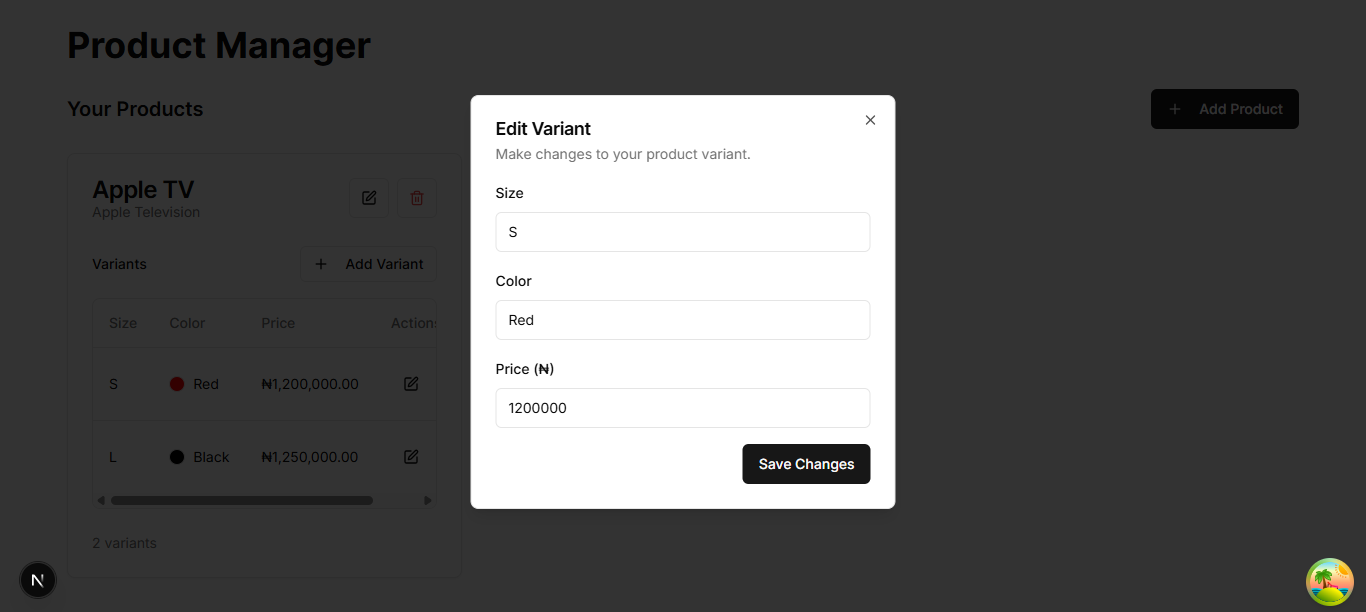 Product Manager
Your Products
+ Add Product
Apple TV
Apple Television
Variants
+ Add Variant
Size Color Price Actions
S Red ₦1,200,000.00
L Black ₦1,250,000.00
2 variants
N
Edit Variant
Make changes to your product variant.
Size
S
Color
Red
Price (₦)
1200000
Save Changes